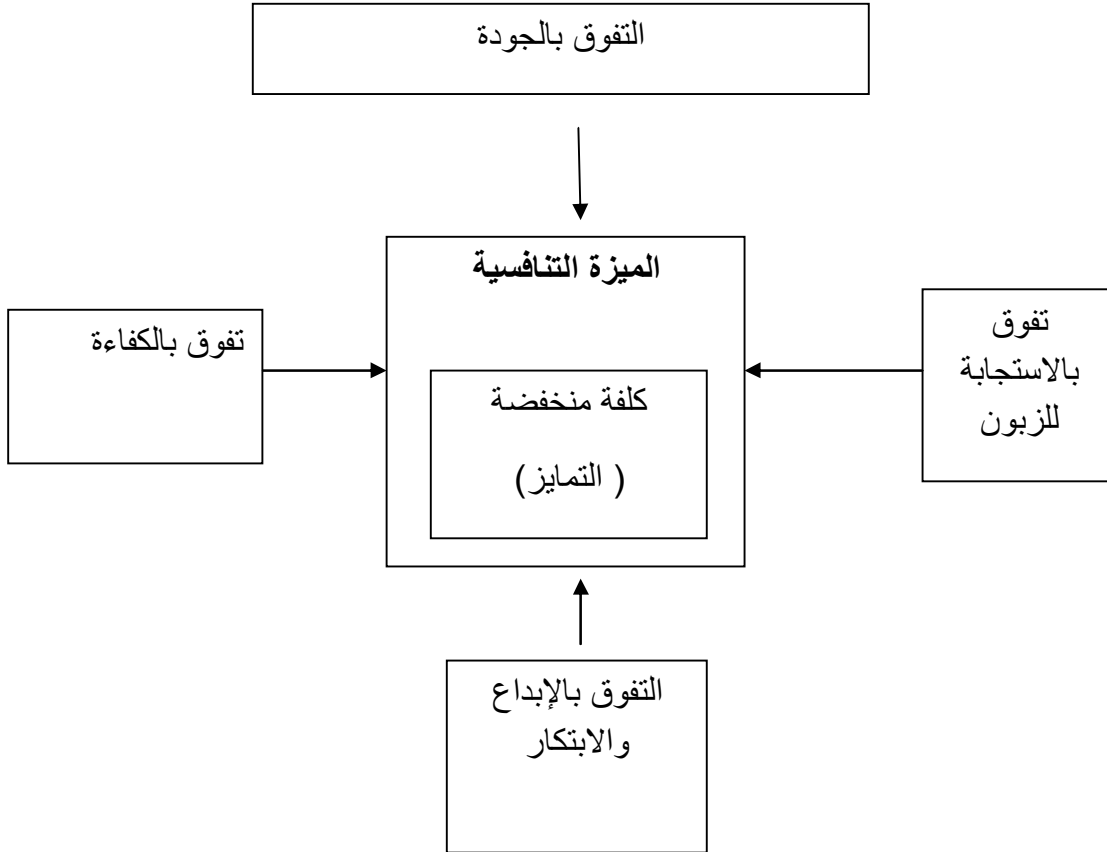 التفوق بالجودة
الميزة التنافسية
تفوق
بالاستجابة
للزبون
تفوق بالكفاءة
كلفة منخفضة
( التمايز)
التفوق بالإبداع
والابتكار